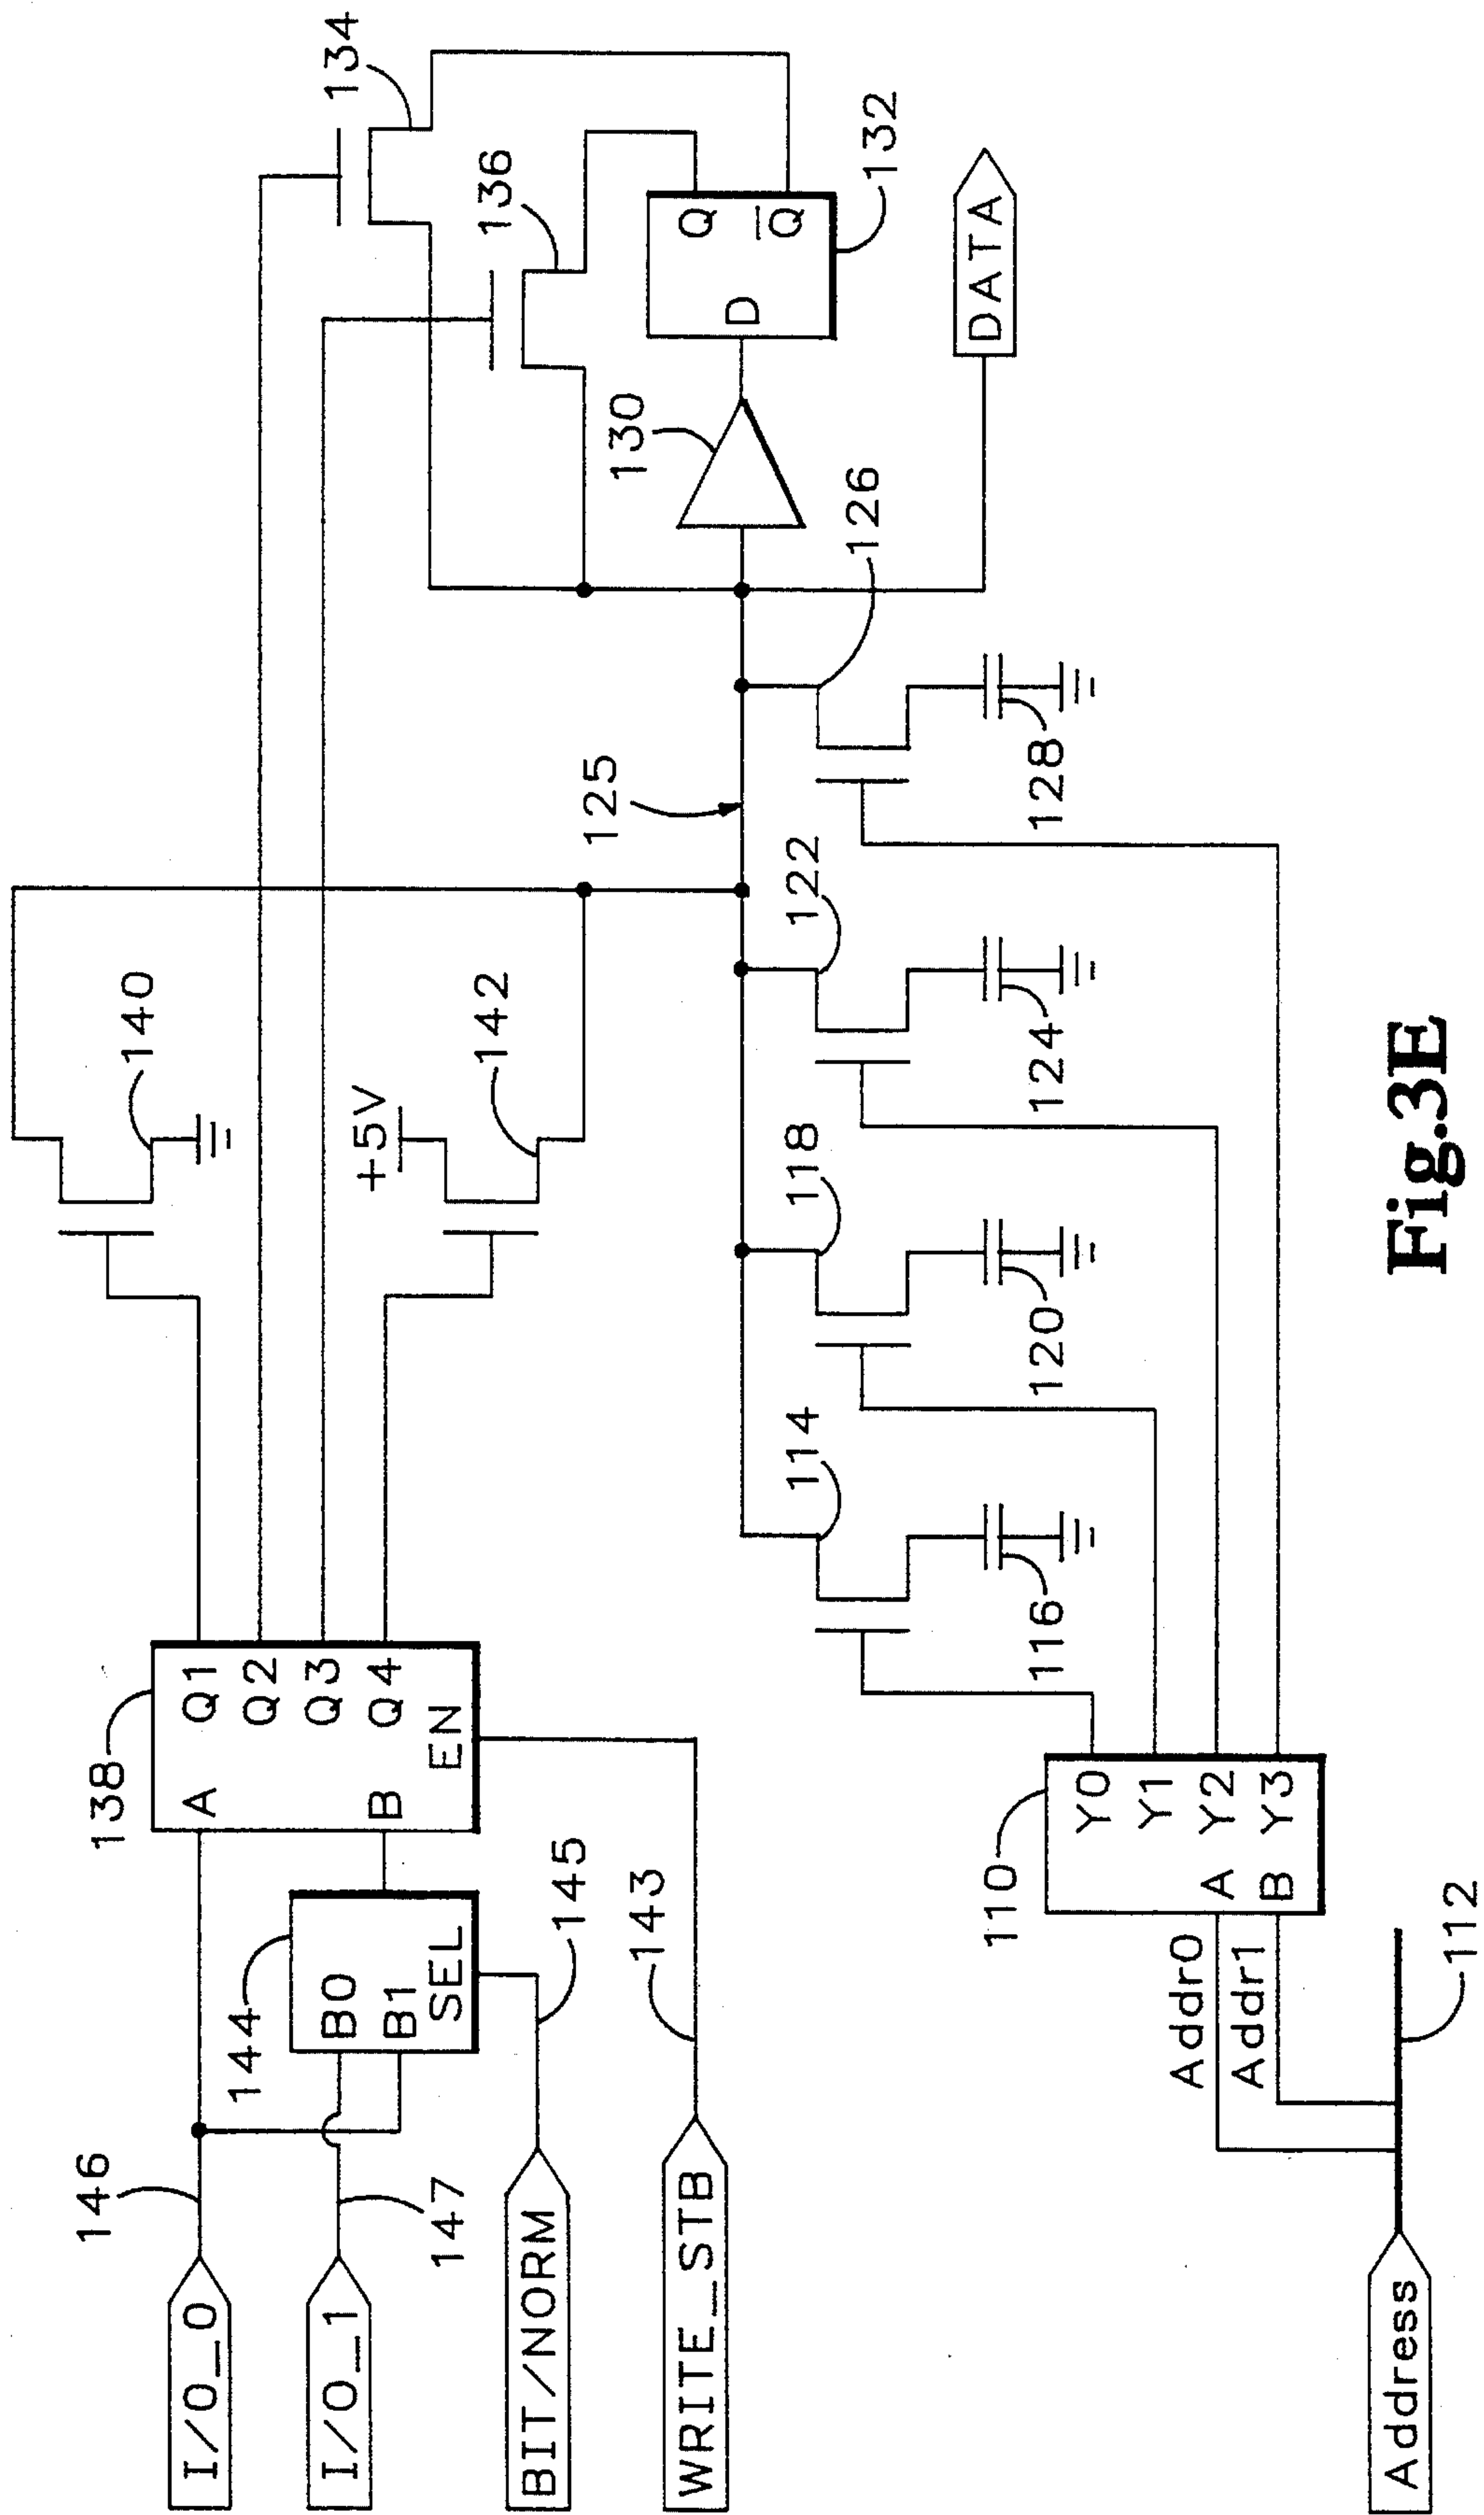 134
136
140
142
+5V
138
A
Q1
Q2
Q3
B
Q4
EN
144
B0
B1
SEL
146
I/O_0
147
I/O_1
145
BIT/NORM
143
WRITE_STB
125
130
D
Q
Q̅
132
DATA
114
118
122
126
116
120
124
128
110
Y0
Y1
A
Y2
B
Y3
Addr0
Addr1
112
Address
Fig.3E